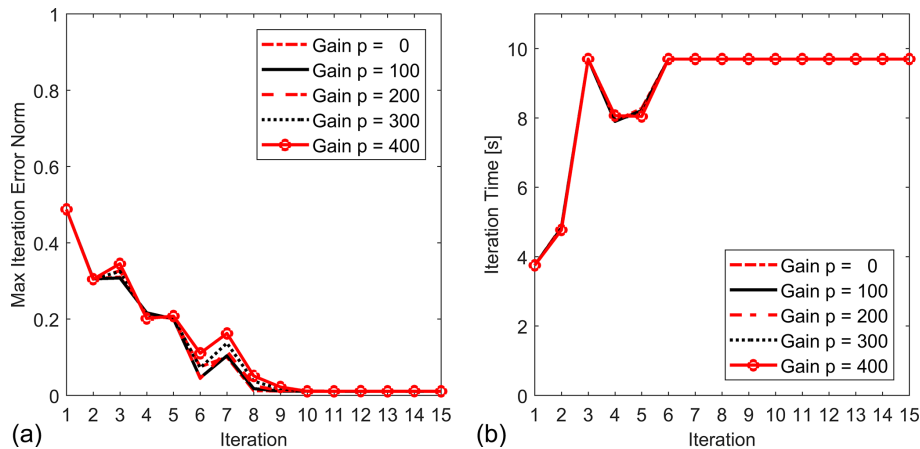 1
0.8
0.6
0.4
0.2
0
Max Iteration Error Norm
Gain p = 0
Gain p = 100
Gain p = 200
Gain p = 300
Gain p = 400
1 2 3 4 5 6 7 8 9 10 11 12 13 14 15
Iteration
(a)
10
8
6
4
2
0
Iteration Time [s]
Gain p = 0
Gain p = 100
Gain p = 200
Gain p = 300
Gain p = 400
1 2 3 4 5 6 7 8 9 10 11 12 13 14 15
Iteration
(b)